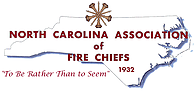 NORTH CAROLINA ASSOCIATION
of
FIRE CHIEFS
1932
"To Be Rather Than to Seem"